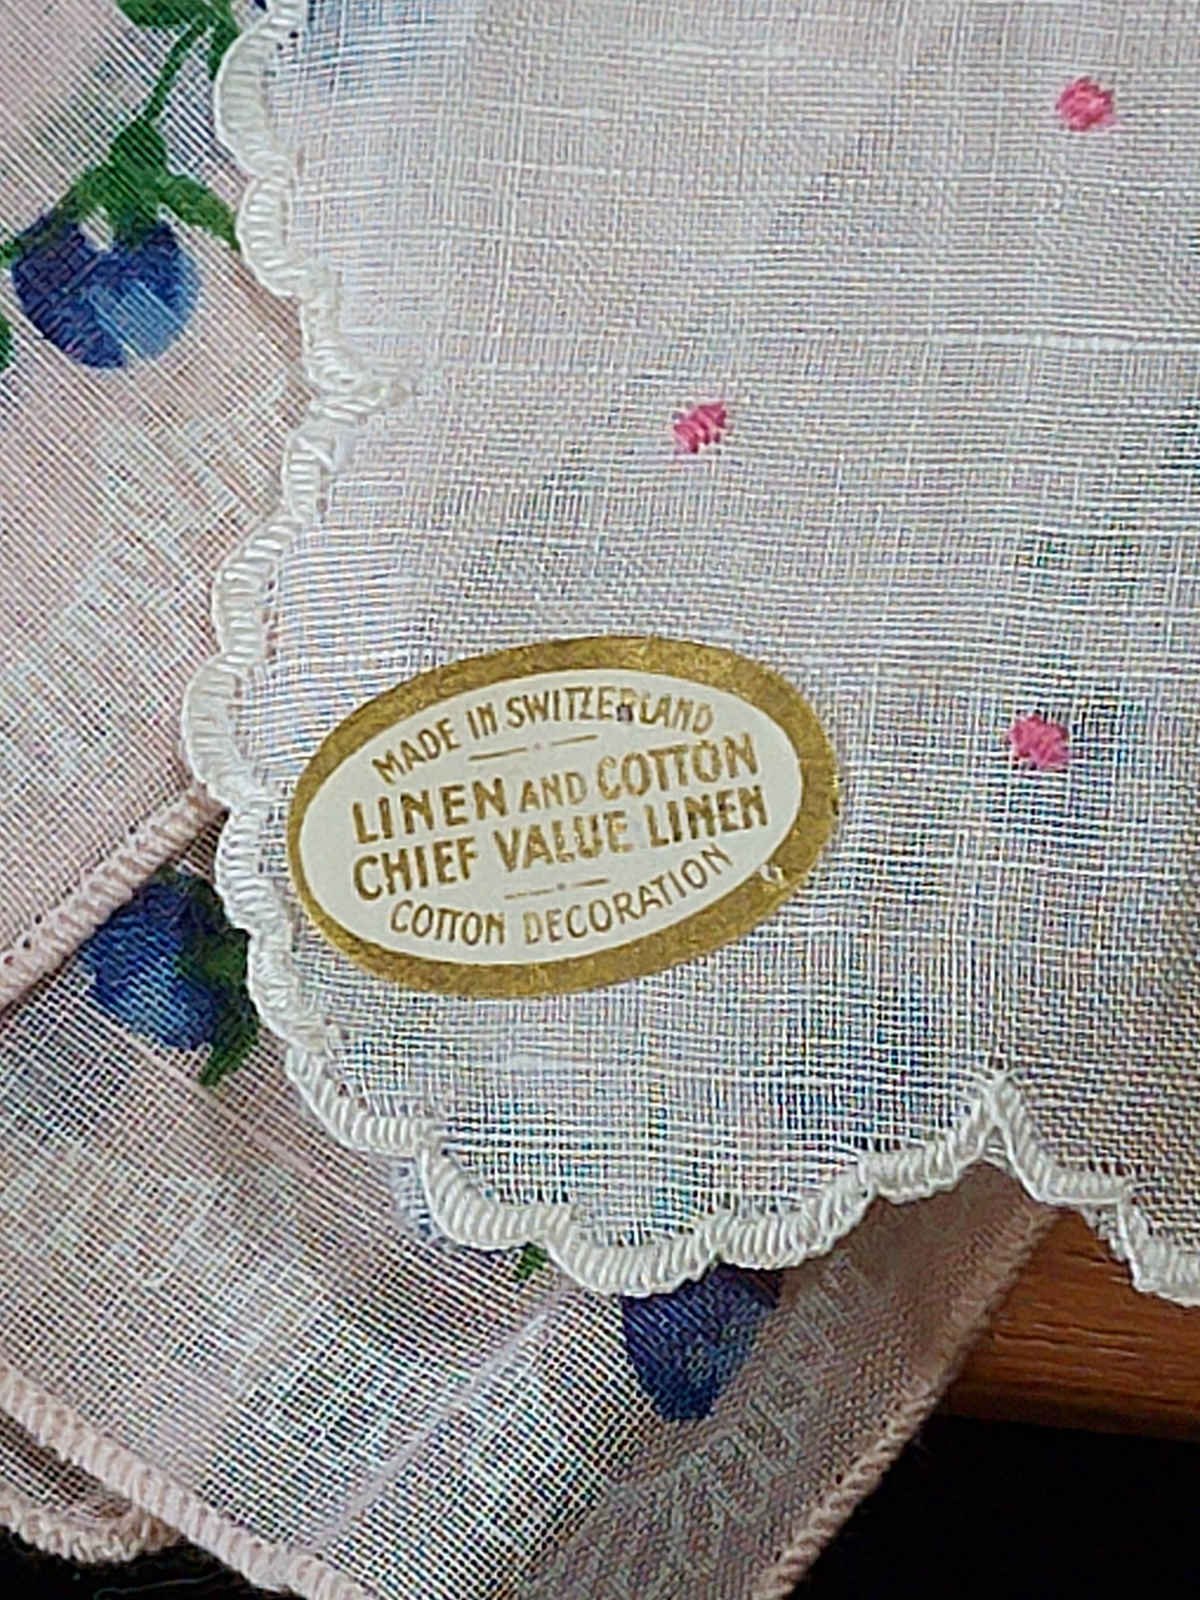 MADE IN SWITZERLAND
LINEN AND COTTON
CHIEF VALUE LINEN
COTTON DECORATION